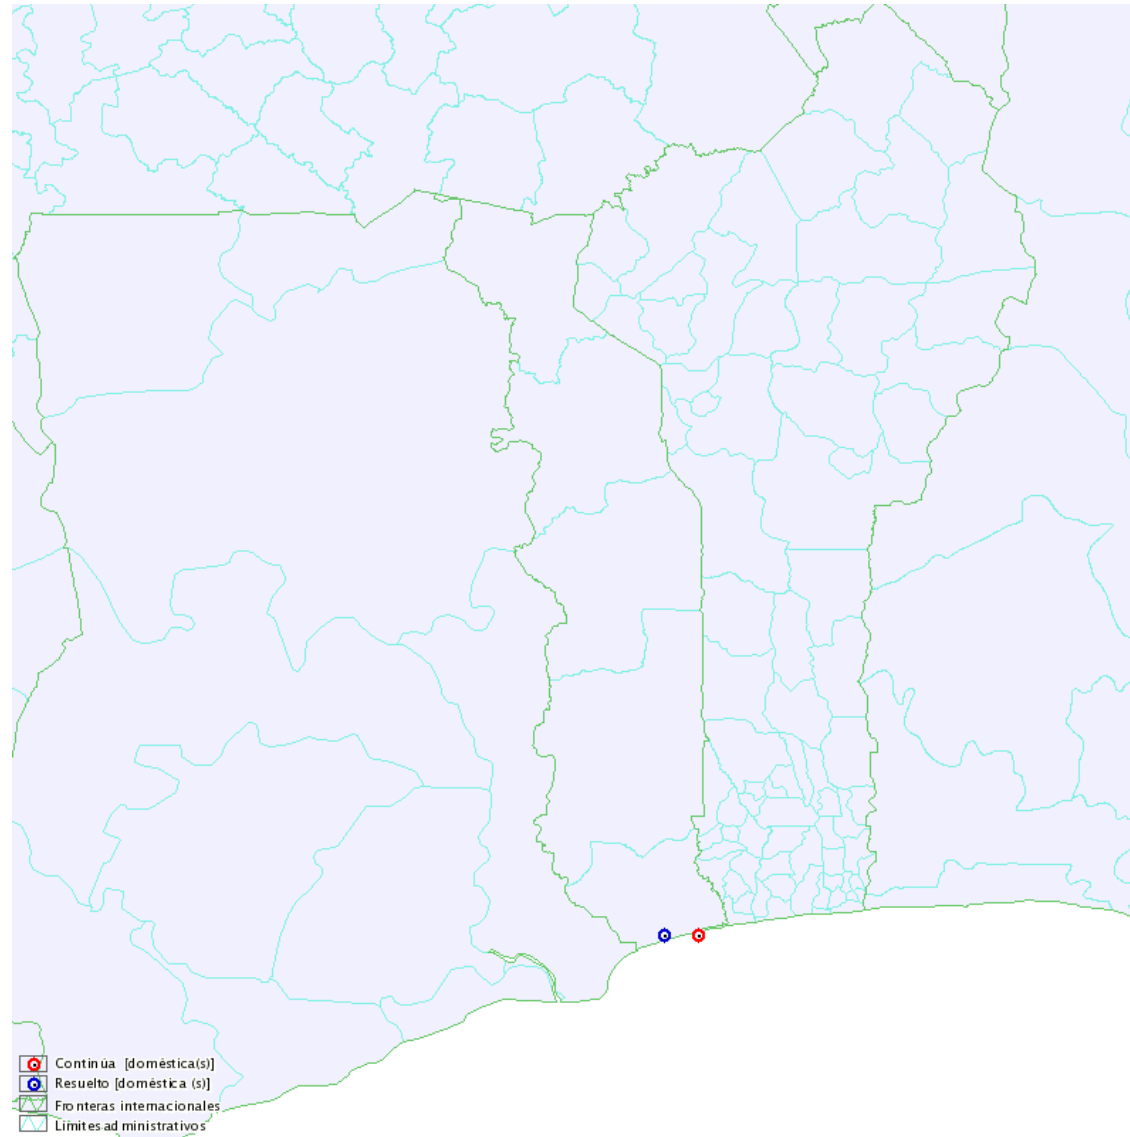 Continúa [doméstica(s)]
Resuelto [doméstica (s)]
Fronteras internacionales
Límites administrativos